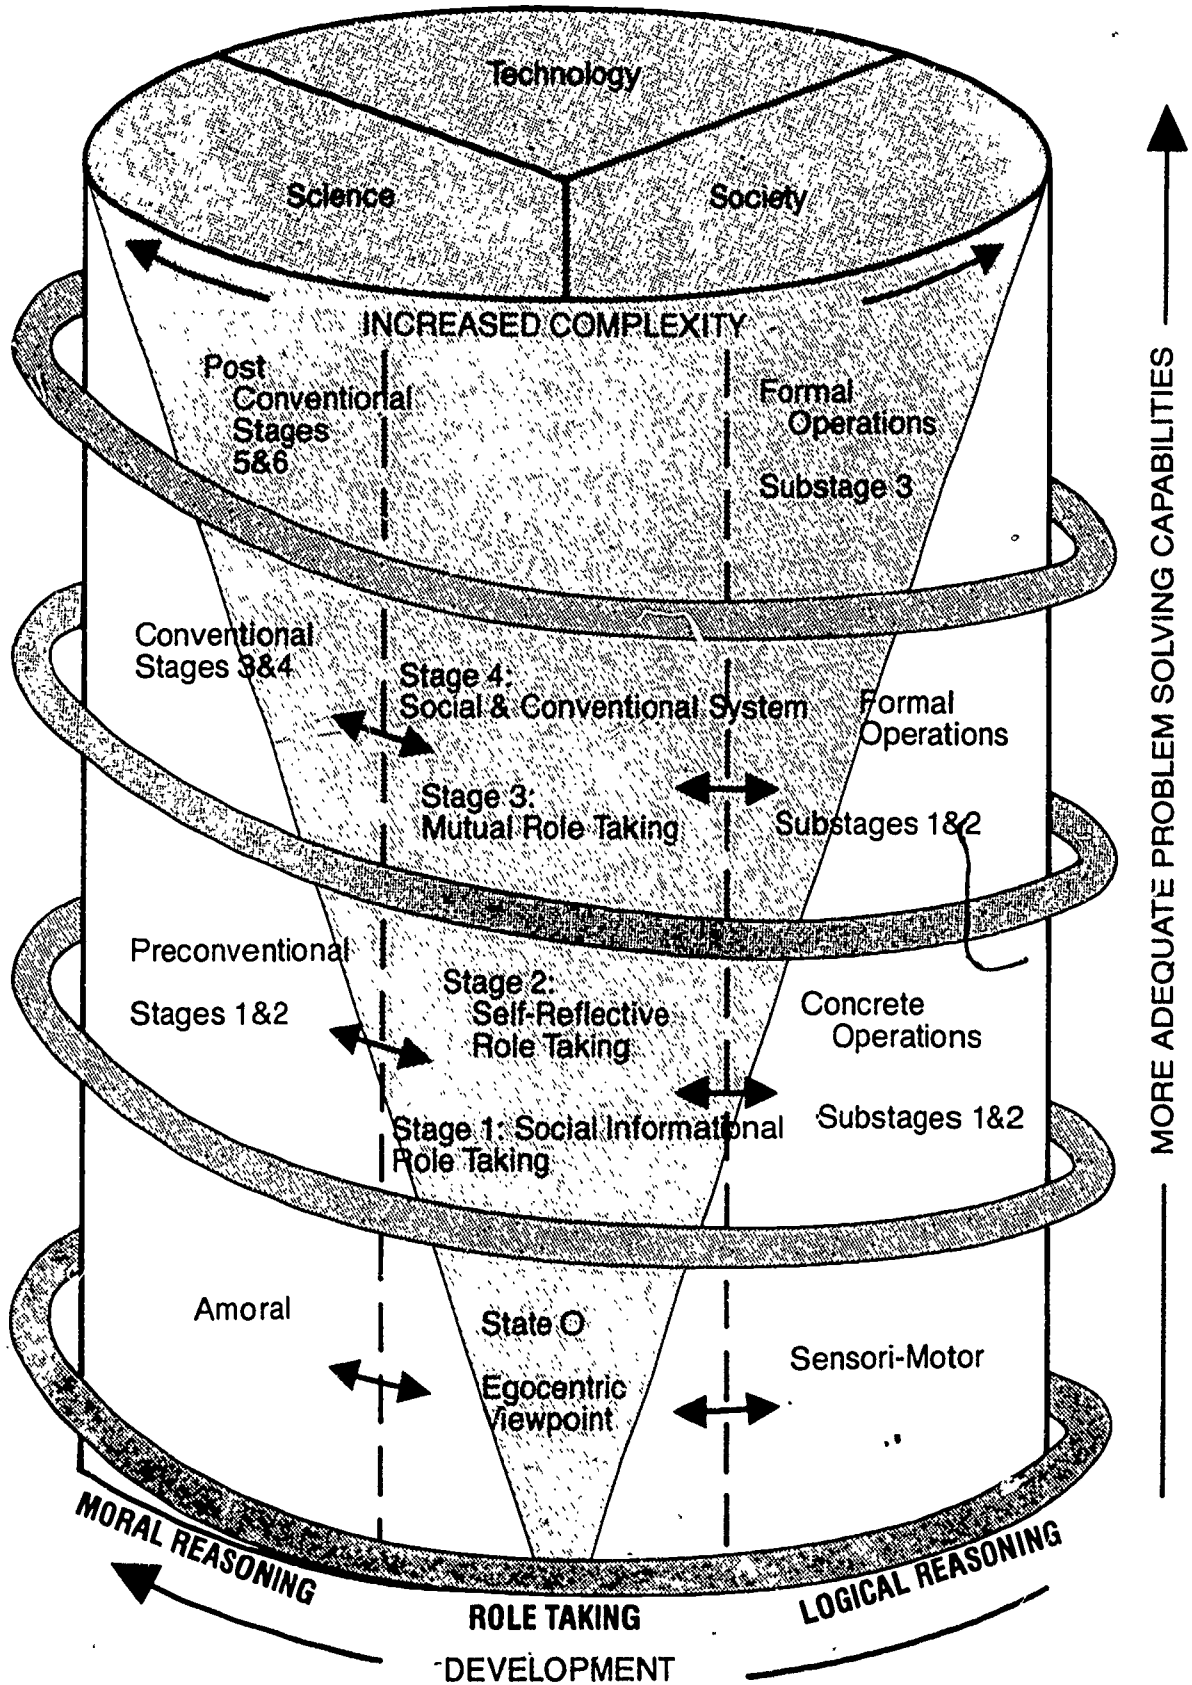 Technology
Science
Society
INCREASED COMPLEXITY
Post
Conventional
Stages
5&6
Formal
Operations
Substage 3
Conventional
Stages 3&4
Stage 4:
Social & Conventional System
Formal
Operations
Stage 3:
Mutual Role Taking
Substages 1&2
Preconventional
Stages 1&2
Stage 2:
Self-Reflective
Role Taking
Concrete
Operations
Stage 1: Social Informational
Role Taking
Substages 1&2
Amoral
State O
Egocentric
Viewpoint
Sensori-Motor
MORAL REASONING
ROLE TAKING
LOGICAL REASONING
DEVELOPMENT
MORE ADEQUATE PROBLEM SOLVING CAPABILITIES